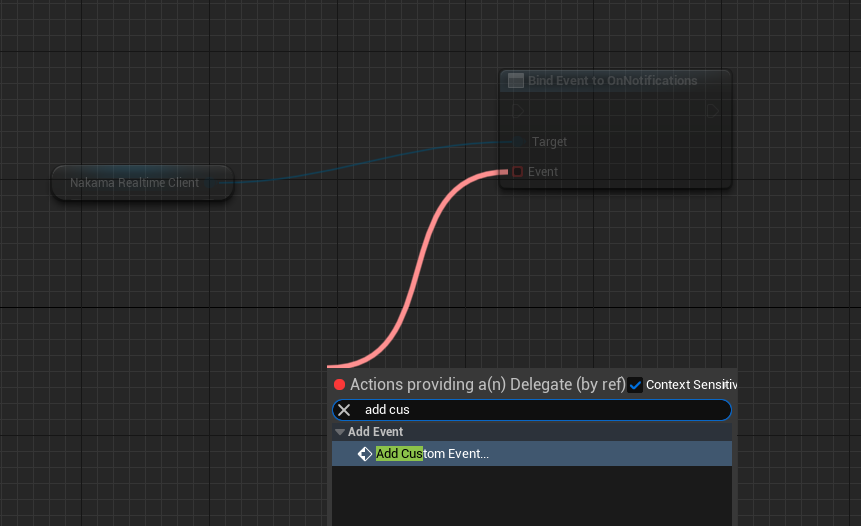 Bind Event to OnNotifications
Target
Nakama Realtime Client
Event
Actions providing a(n) Delegate (by ref)
Context Sensitiv
add cus
Add Event
Add Custom Event...